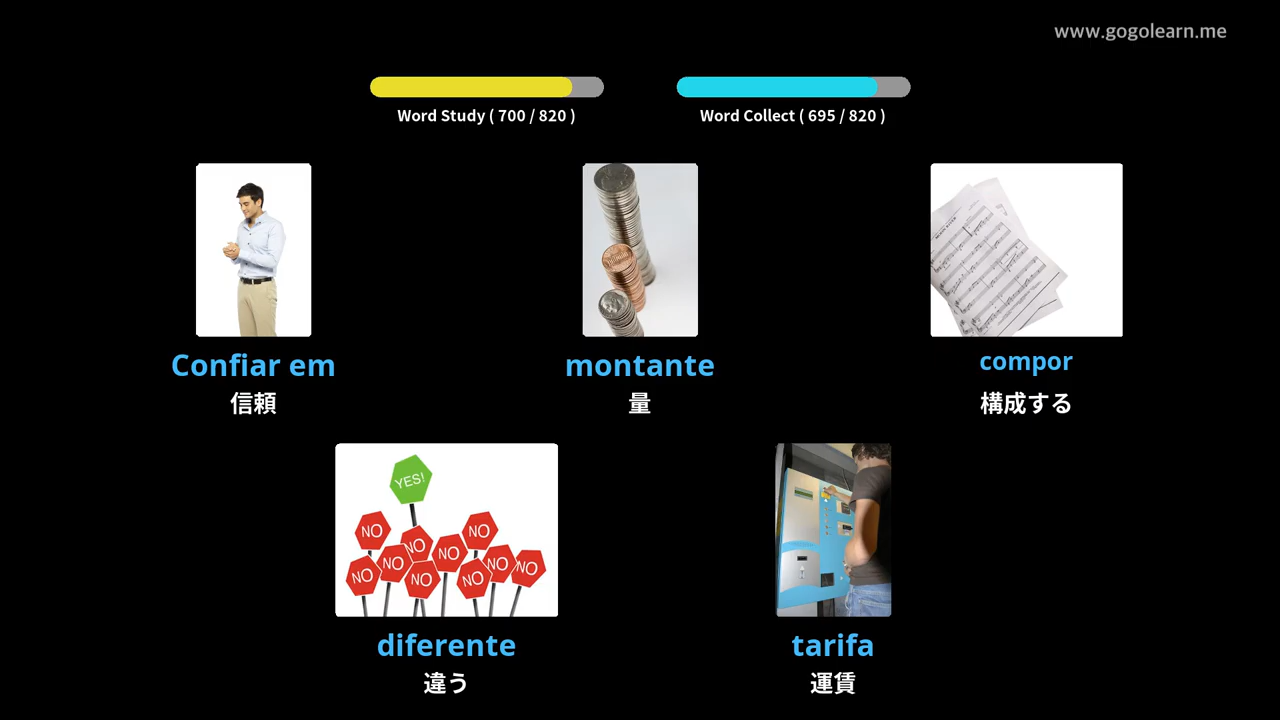 www.gogolearn.me
Word Study ( 700 / 820 )
Word Collect ( 695 / 820 )
Confiar em
信頼
montante
量
compor
構成する
YES!
NO
NO
NO
NO
NO
NO
NO
NO
NO
NO
diferente
違う
tarifa
運賃